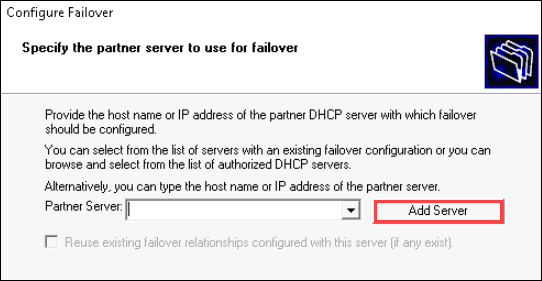 Configure Failover
Specify the partner server to use for failover
Provide the host name or IP address of the partner DHCP server with which failover
should be configured.
You can select from the list of servers with an existing failover configuration or you can
browse and select from the list of authorized DHCP servers.
Alternatively, you can type the host name or IP address of the partner server.
Partner Server:
Add Server
Reuse existing failover relationships configured with this server (if any exist).